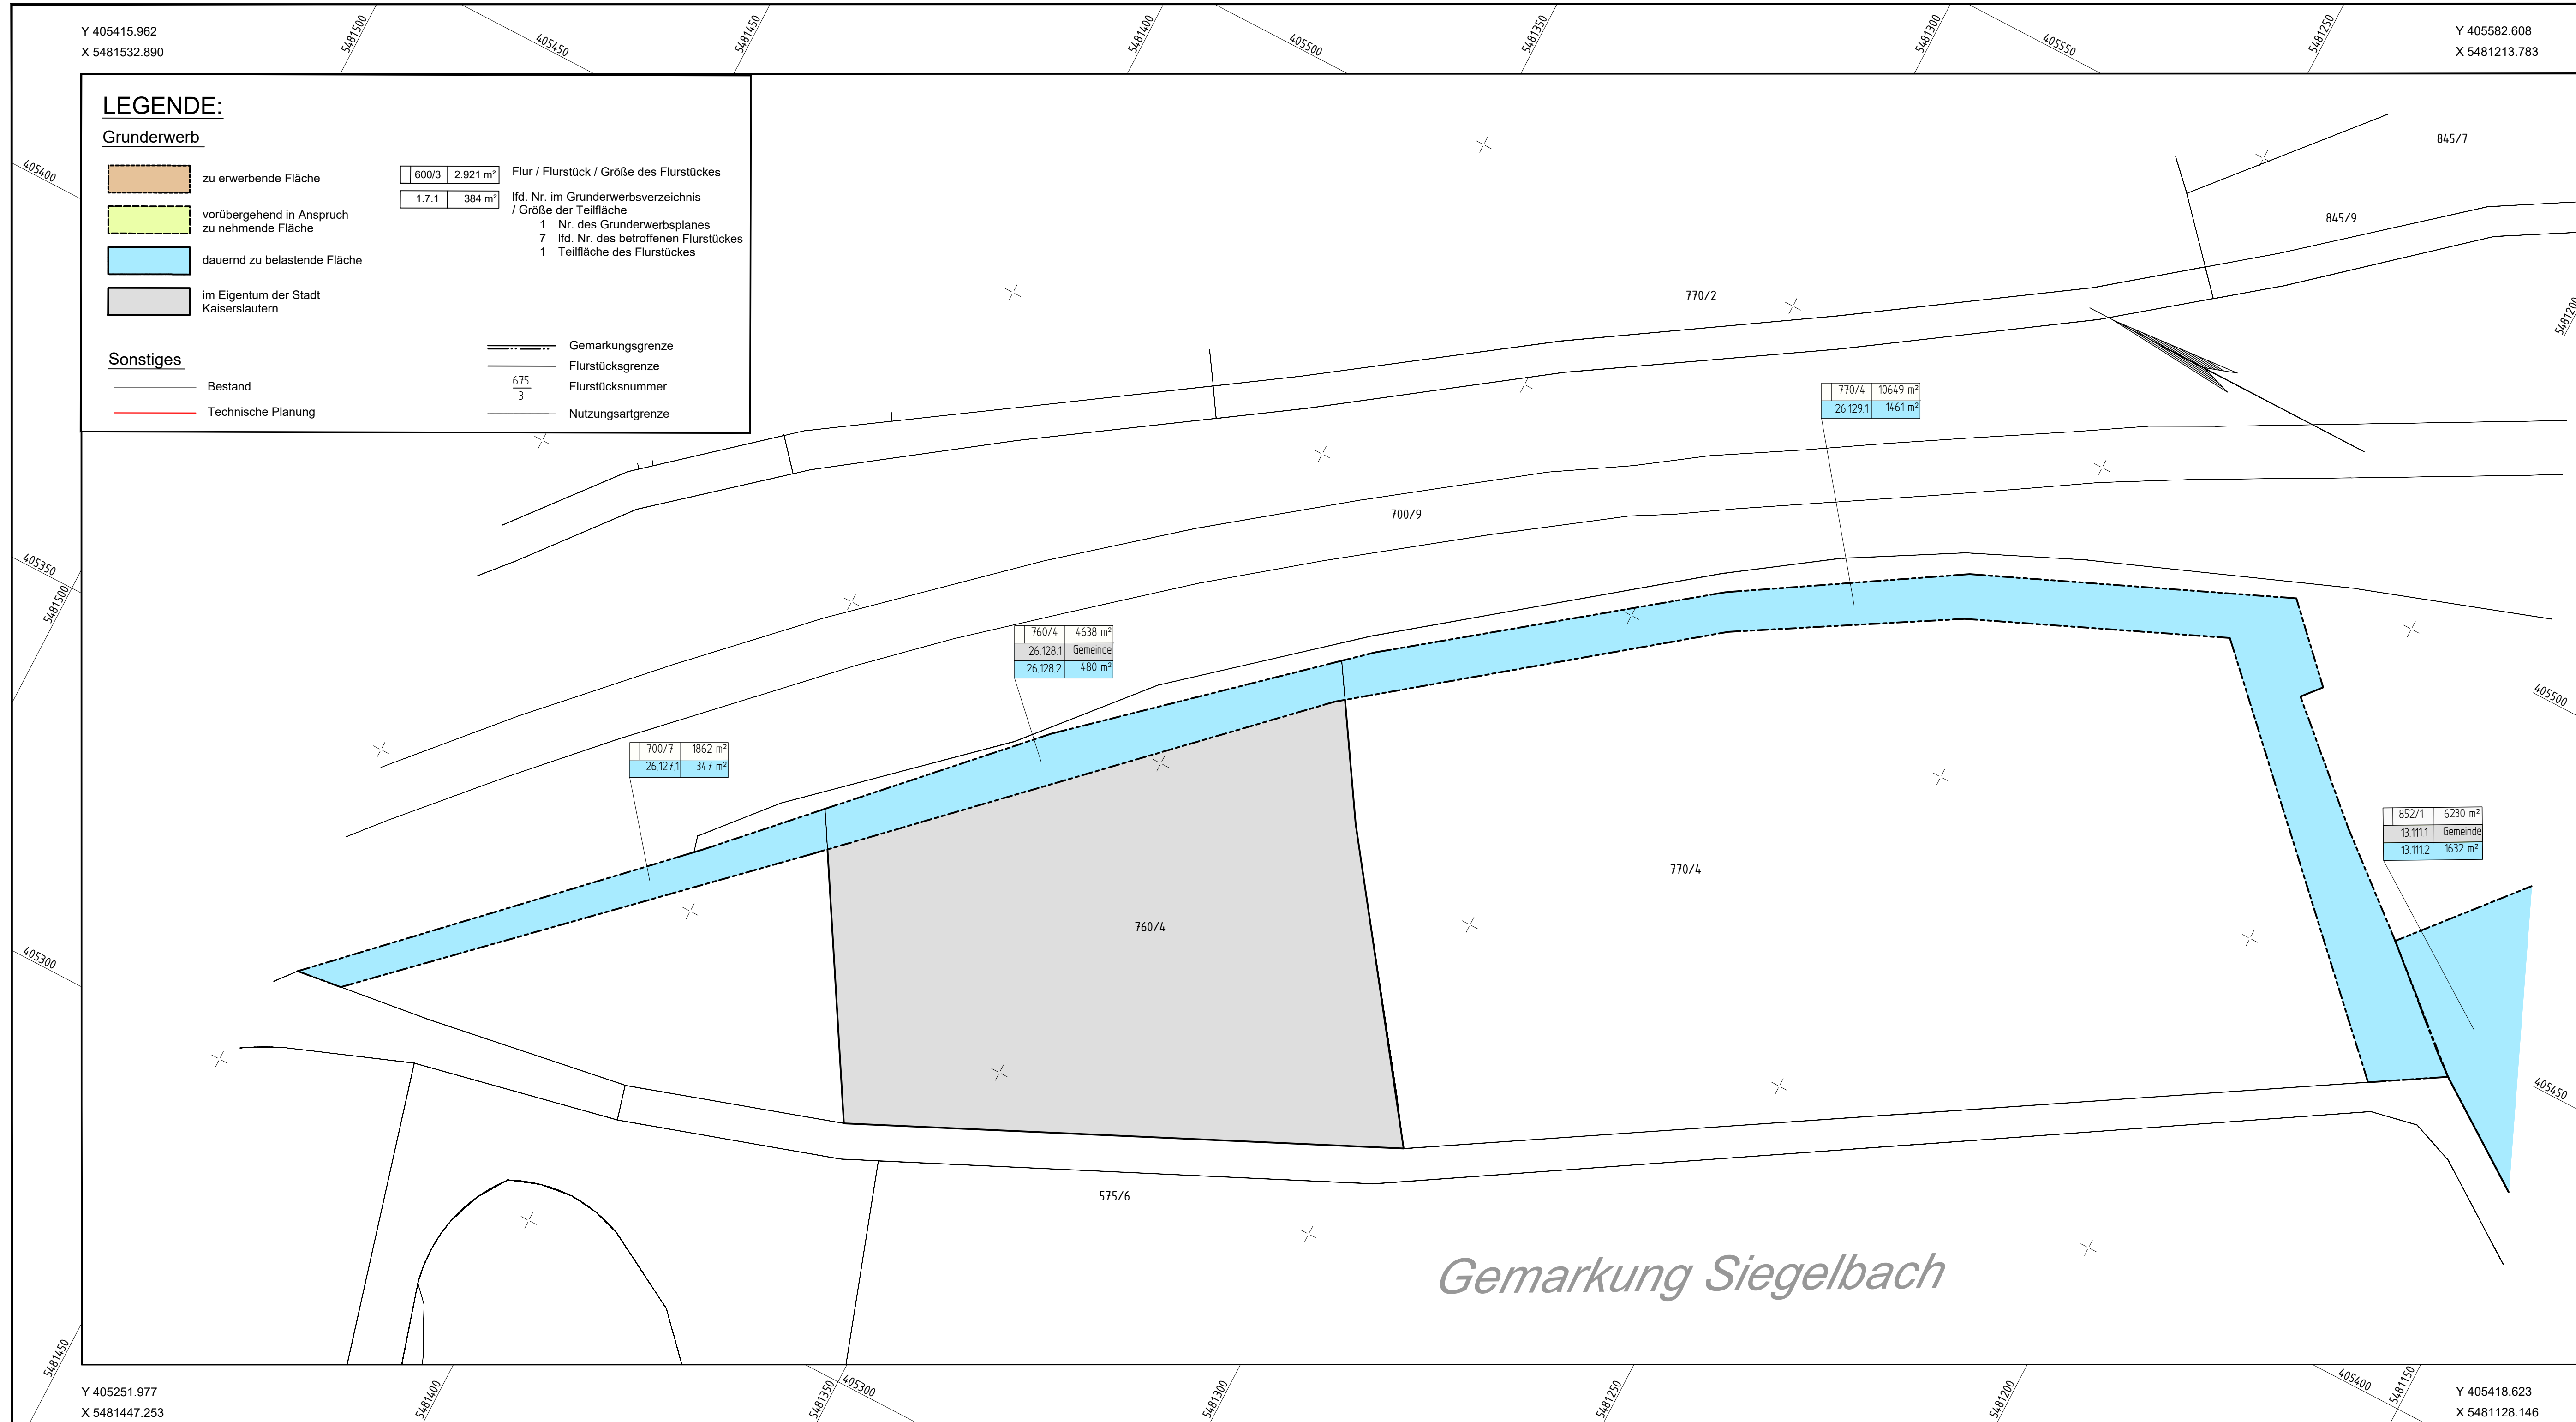 Y 405415.962
X 5481532.890
5481500
405450
5481450
5481400
405500
5481350
5481300
405550
5481250
Y 405582.608
X 5481213.783
LEGENDE:
Grunderwerb
zu erwerbende Fläche
vorübergehend in Anspruch
zu nehmende Fläche
dauernd zu belastende Fläche
im Eigentum der Stadt
Kaiserslautern
600/3 2.921 m² Flur / Flurstück / Größe des Flurstückes
1.7.1 384 m² lfd. Nr. im Grunderwerbsverzeichnis
/ Größe der Teilfläche
1 Nr. des Grunderwerbsplanes
7 lfd. Nr. des betroffenen Flurstückes
1 Teilfläche des Flurstückes
Sonstiges
Bestand
Technische Planung
Gemarkungsgrenze
Flurstücksgrenze
675
3
Flurstücksnummer
Nutzungsartgrenze
405400
845/7
845/9
770/2
5481200
770/4 10649 m²
26.129.1 1461 m²
700/9
405350
5481500
760/4 4638 m²
26.128.1 Gemeinde
26.128.2 480 m²
405500
700/7 1862 m²
26.127.1 347 m²
852/1 6230 m²
13.111.1 Gemeinde
13.111.2 1632 m²
770/4
760/4
405300
405450
575/6
Gemarkung Siegelbach
5481450
Y 405251.977
X 5481447.253
5481400
5481350
405300
5481300
5481250
5481200
405400
5481150
Y 405418.623
X 5481128.146